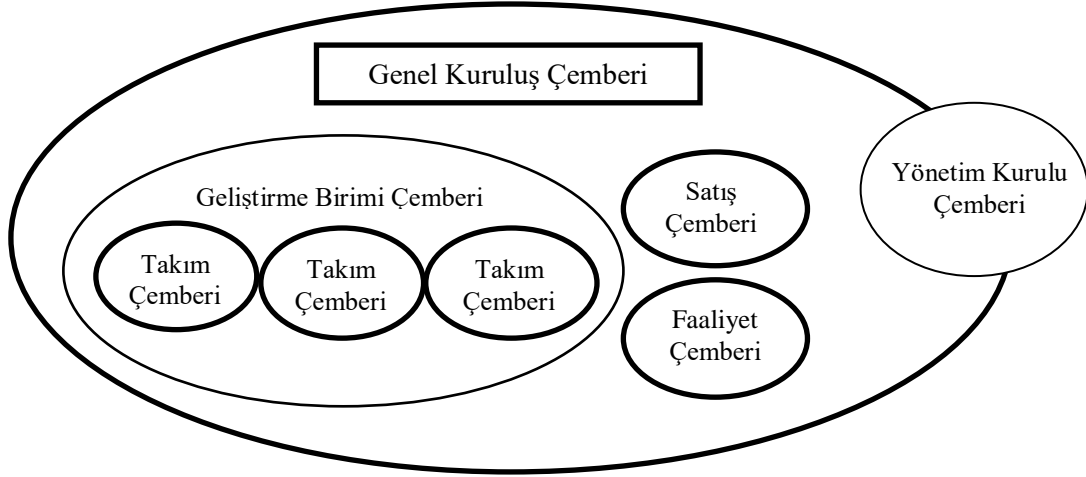 Genel Kuruluş Çemberi
Geliştirme Birimi Çemberi
Takım
Çemberi
Takım
Çemberi
Takım
Çemberi
Satış
Çemberi
Faaliyet
Çemberi
Yönetim Kurulu
Çemberi